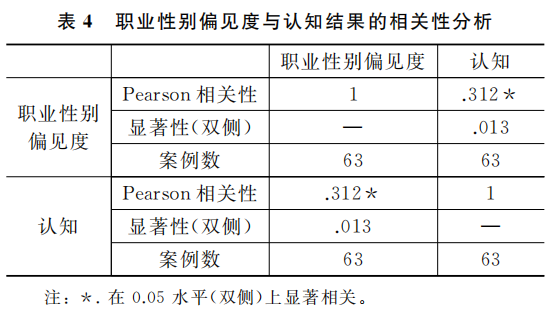 表 4 职业性别偏见度与认知结果的相关性分析
职业性别偏见度 认知
职业性别偏见度 Pearson 相关性 1 .312*
显著性(双侧) — .013
案例数 63 63
认知 Pearson 相关性 .312* 1
显著性(双侧) .013 —
案例数 63 63
注：*. 在 0.05 水平(双侧)上显著相关。